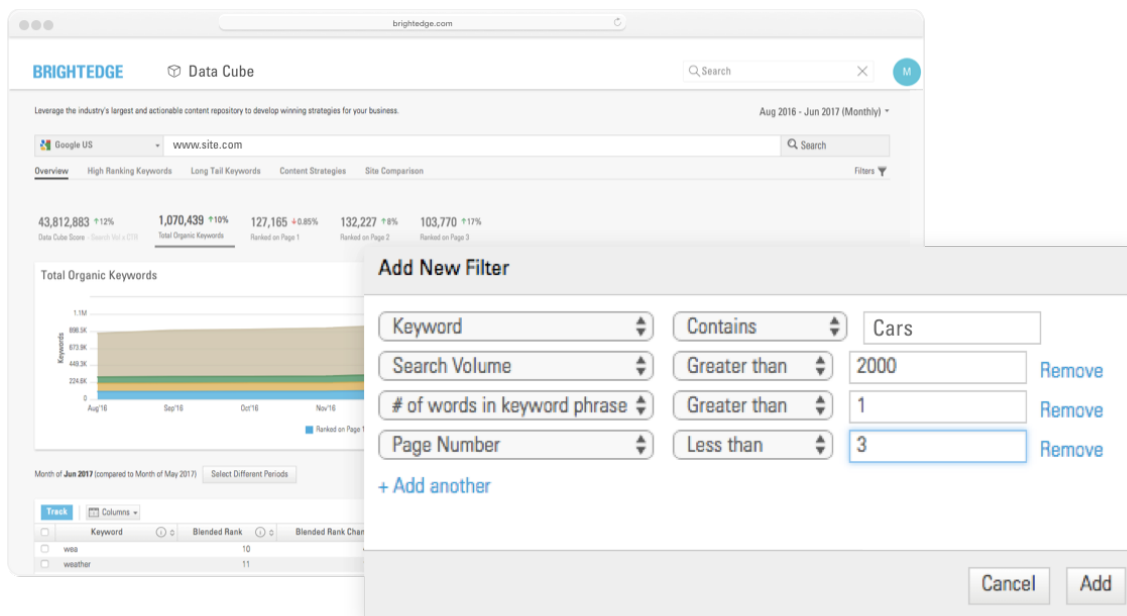 brightedge.com
BRIGHTEDGE Data Cube Search M
Leverage the industry's largest and actionable content repository to develop winning strategies for your business. Aug 2016 - Jun 2017 (Monthly)
Google US www.site.com Search
Overview High Ranking Keywords Long Tail Keywords Content Strategies Site Comparison Filters
43,812,883 ↑12% 1,070,439 ↑10% 127,165 ↓0.85% 132,227 ↑8% 103,770 ↑17%
Data Cube Score - Search Vol x CTR Total Organic Keywords Ranked on Page 1 Ranked on Page 2 Ranked on Page 3
Total Organic Keywords
1.1M
898.5K
673.9K
449.3K
224.6K
0
Keywords
Aug'16 Sep'16 Oct'16 Nov'16
Ranked on Page 1
Month of Jun 2017 (compared to Month of May 2017) Select Different Periods
Track Columns
Keyword Blended Rank Blended Rank Chan
wea 10
weather 11
Add New Filter
Keyword Contains Cars
Search Volume Greater than 2000 Remove
# of words in keyword phrase Greater than 1 Remove
Page Number Less than 3 Remove
+ Add another
Cancel Add